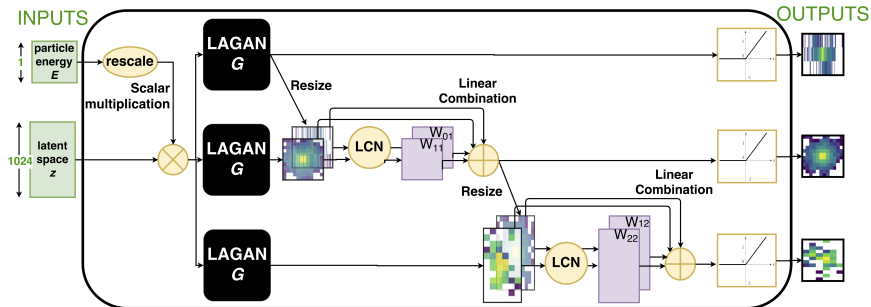 INPUTS
OUTPUTS
particle
energy
E
1
rescale
Scalar
multiplication
1024
latent
space
z
LAGAN
G
Resize
Linear
Combination
LAGAN
G
LCN
W01
W11
Resize
Linear
Combination
LAGAN
G
LCN
W12
W22